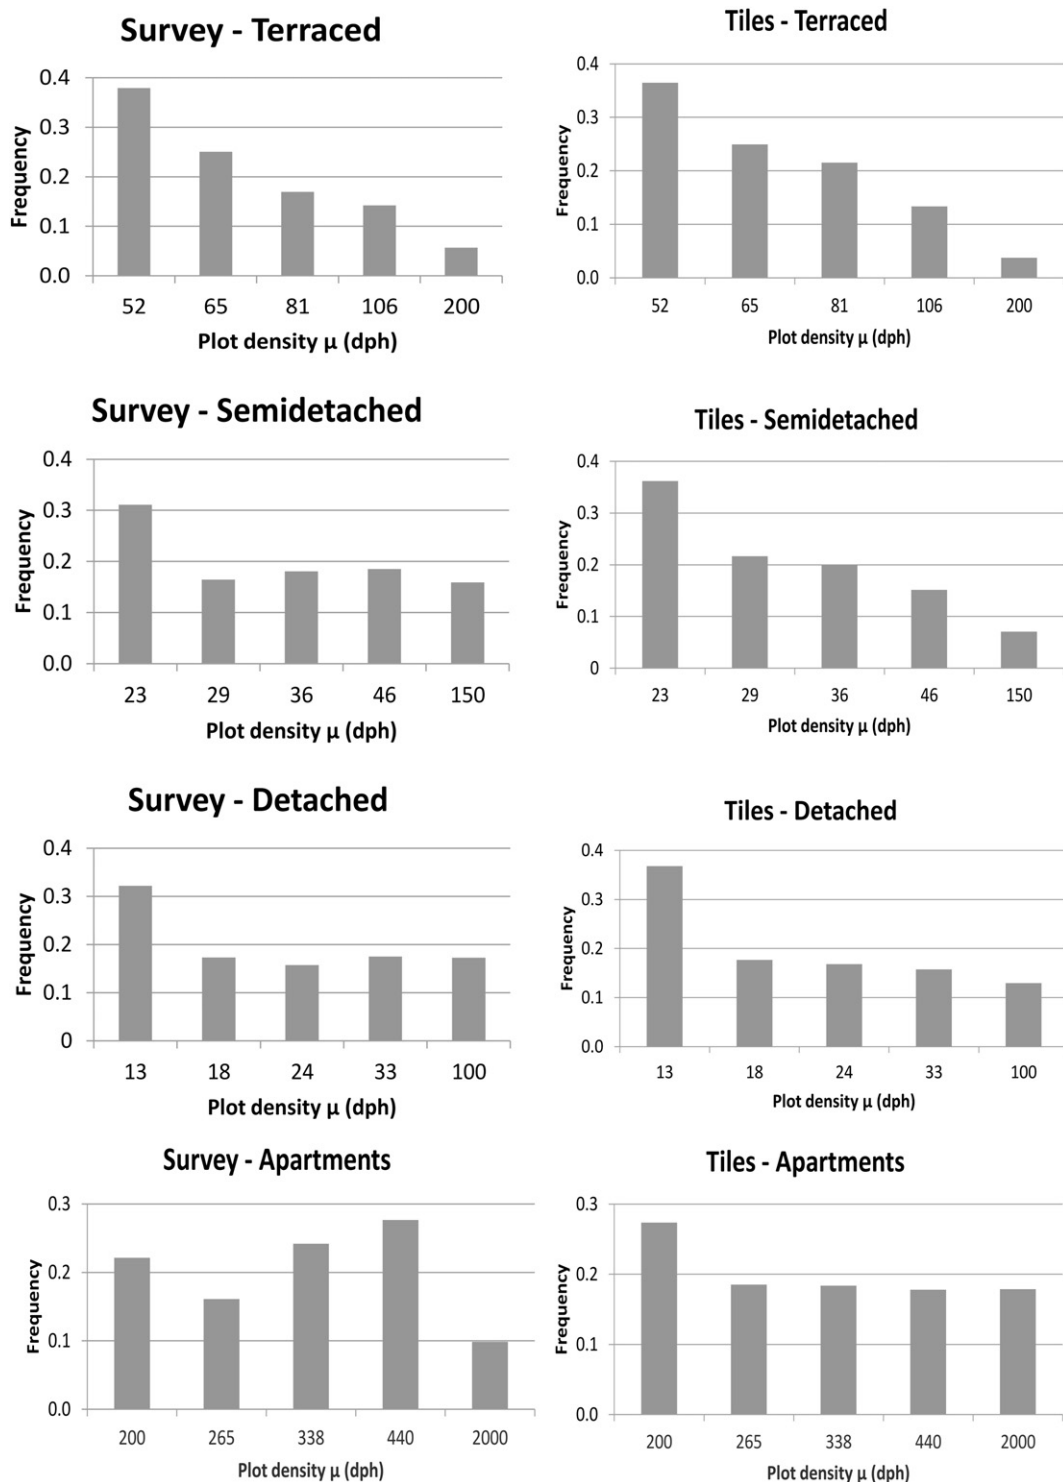 Survey - Terraced
0.4
0.3
0.2
0.1
0.0
Frequency
52 65 81 106 200
Plot density μ (dph)
Tiles - Terraced
0.4
0.3
0.2
0.1
0.0
Frequency
52 65 81 106 200
Plot density μ (dph)
Survey - Semidetached
0.4
0.3
0.2
0.1
0.0
Frequency
23 29 36 46 150
Plot density μ (dph)
Tiles - Semidetached
0.4
0.3
0.2
0.1
0
Frequency
23 29 36 46 150
Plot density μ (dph)
Survey - Detached
0.4
0.3
0.2
0.1
0
Frequency
13 18 24 33 100
Plot density μ (dph)
Tiles - Detached
0.4
0.3
0.2
0.1
0.0
Frequency
13 18 24 33 100
Plot density μ (dph)
Survey - Apartments
0.3
0.2
0.1
0.0
Frequency
200 265 338 440 2000
Plot density μ (dph)
Tiles - Apartments
0.3
0.2
0.1
0.0
Frequency
200 265 338 440 2000
Plot density μ (dph)